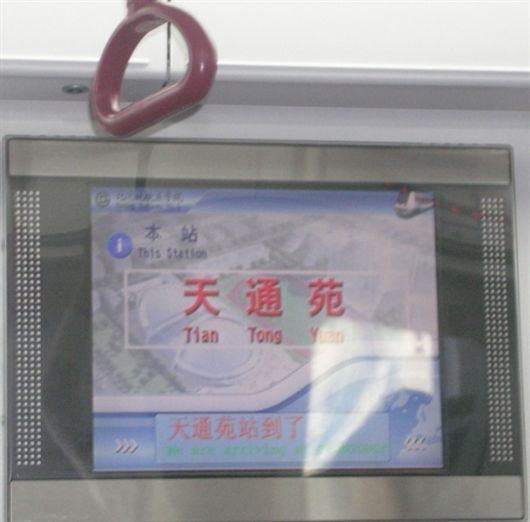 本 站
This Station
天 通 苑
Tian Tong Yuan
天通苑站到了。
We are arriving at